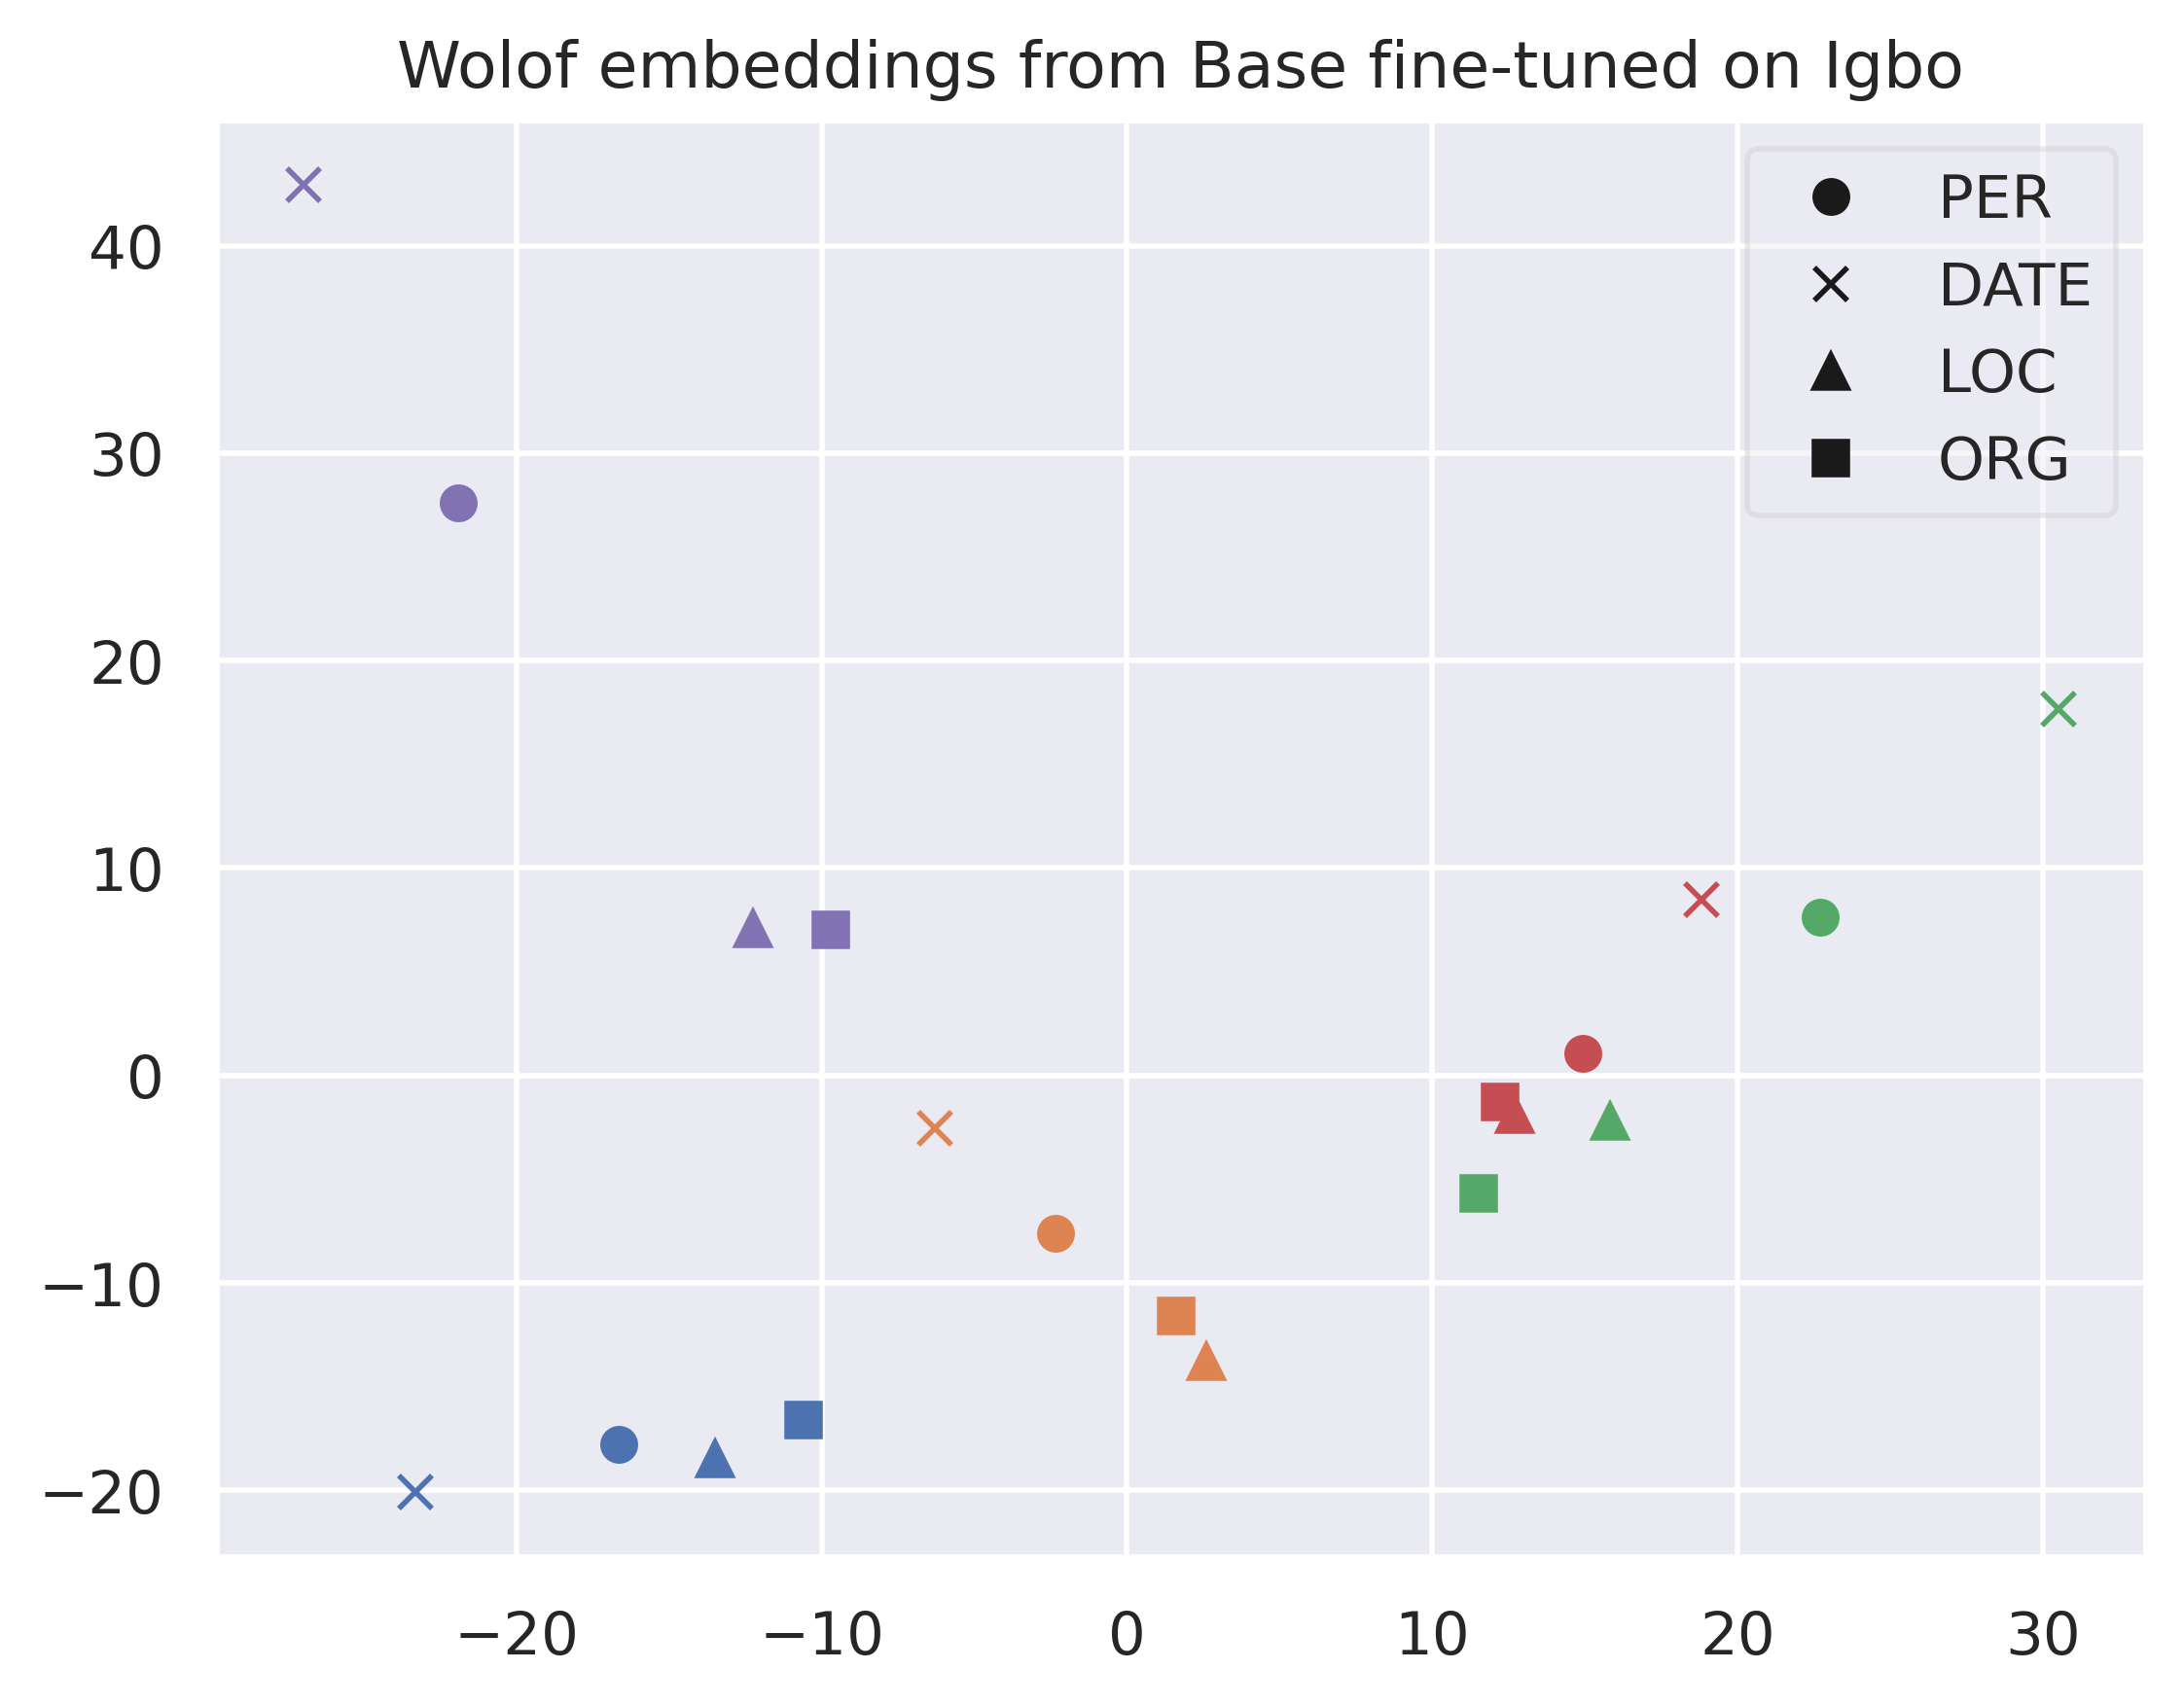 Wolof embeddings from Base fine-tuned on Igbo
PER
DATE
LOC
ORG
40
30
20
10
0
−10
−20
−20 −10 0 10 20 30